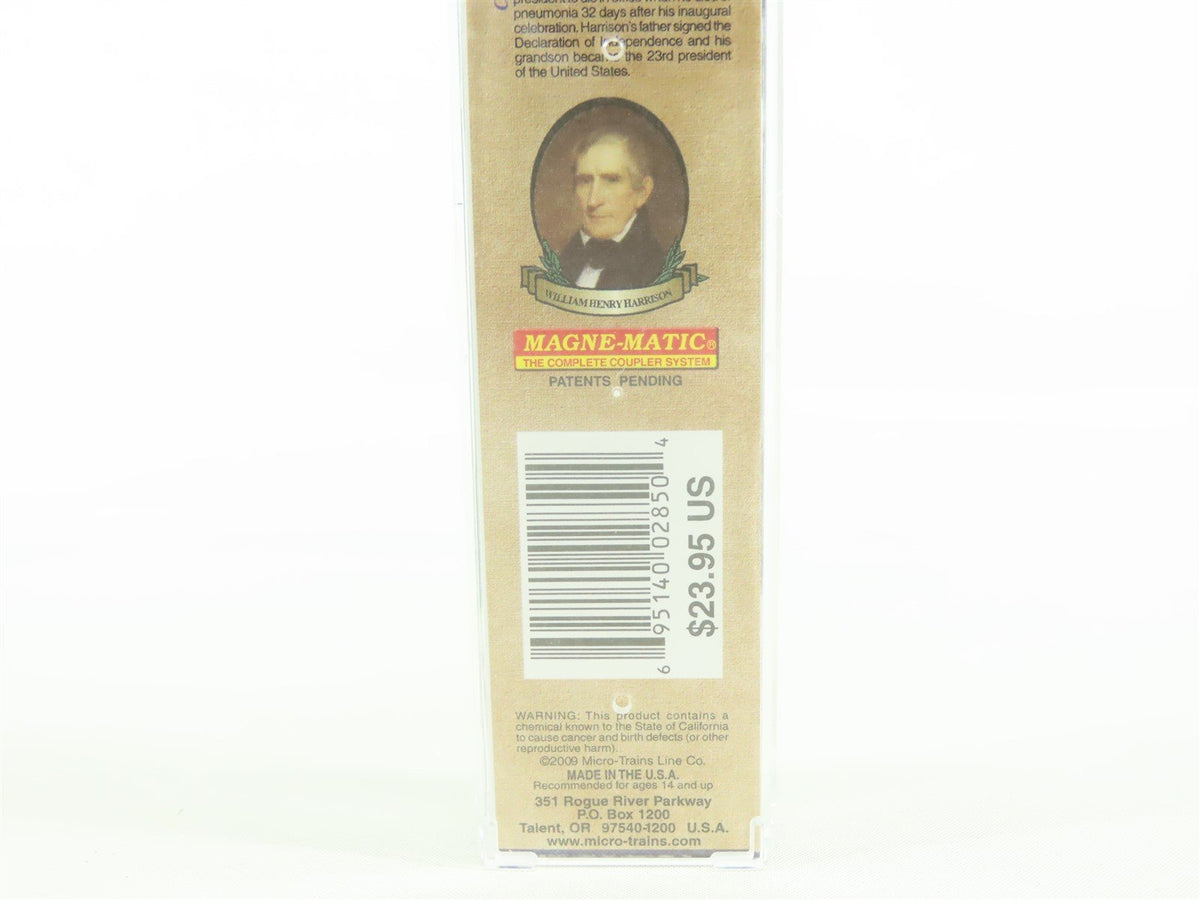 pneumonia 32 days after his inaugural
celebration. Harrison's father signed the
Declaration of Independence and his
grandson became the 23rd president
of the United States.
WILLIAM HENRY HARRISON
MAGNE-MATIC®
THE COMPLETE COUPLER SYSTEM
PATENTS PENDING
6 95140 02850 4
$23.95 US
WARNING: This product contains a
chemical known to the State of California
to cause cancer and birth defects (or other
reproductive harm).
©2009 Micro-Trains Line Co.
MADE IN THE U.S.A.
Recommended for ages 14 and up
351 Rogue River Parkway
P.O. Box 1200
Talent, OR 97540-1200 U.S.A.
www.micro-trains.com